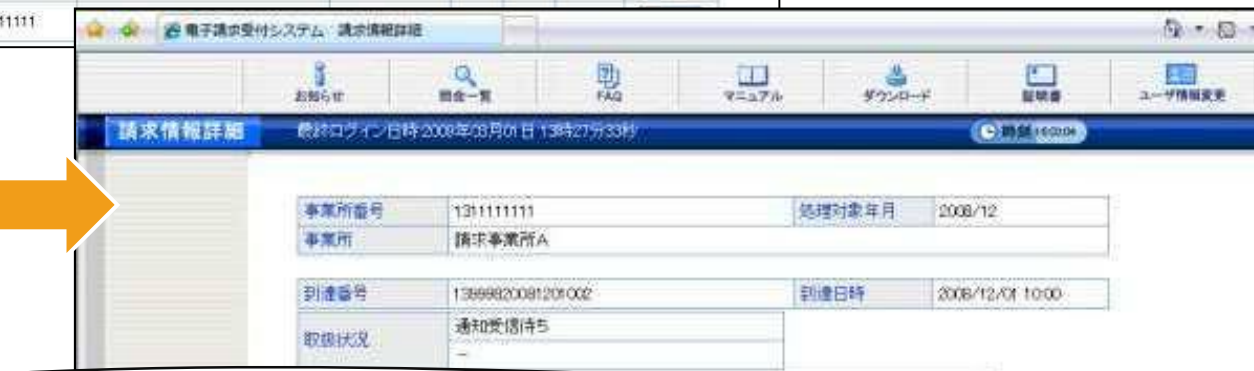 11111
電子請求受付システム 請求情報詳細
お知らせ 照会一覧 FAQ マニュアル ダウンロード 証明書 ユーザ情報変更
請求情報詳細 最終ログイン日時 2009年03月01日 13時27分33秒 時刻
事業所番号 1311111111 処理対象年月 2008/12
事業所 請求事業所A
到達番号 13999820081201002 到達日時 2008/12/01 10:00
取扱状況 通知受信待ち
－